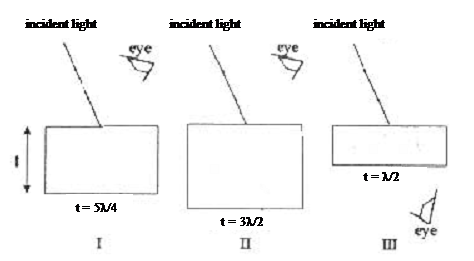 incident light incident light incident light
eye eye
t
t = 5λ/4 t = 3λ/2 t = λ/2
eye
I II III